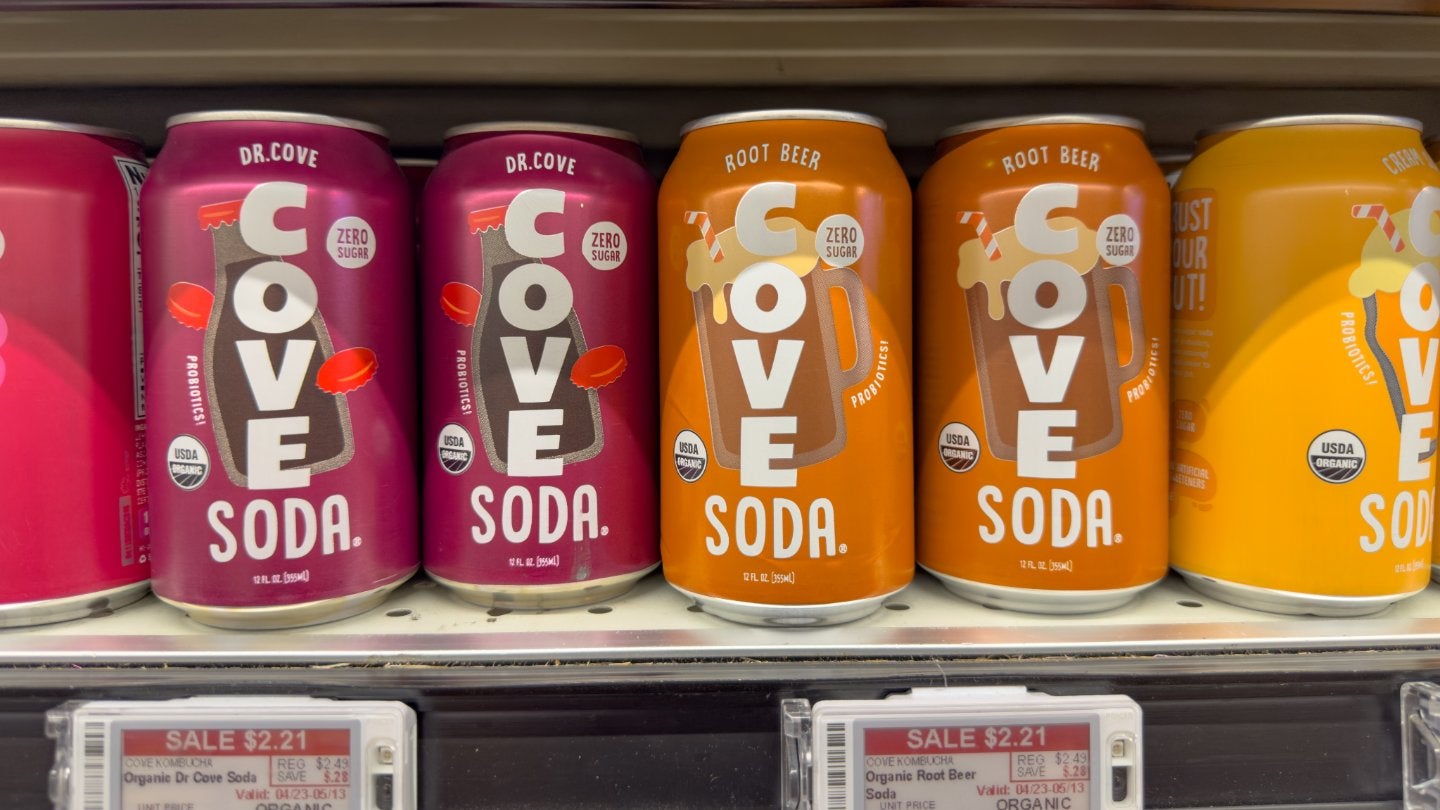 DR.COVE
COVE
ZERO
SUGAR
PROBIOTICS!
USDA
ORGANIC
SODA®
12 FL. OZ. (355ML)
DR.COVE
COVE
ZERO
SUGAR
PROBIOTICS!
USDA
ORGANIC
SODA®
12 FL. OZ. (355ML)
ROOT BEER
COVE
ZERO
SUGAR
PROBIOTICS!
USDA
ORGANIC
SODA®
12 FL. OZ. (355ML)
ROOT BEER
COVE
ZERO
SUGAR
PROBIOTICS!
USDA
ORGANIC
SODA®
12 FL. OZ. (355ML)
CREAM
COVE
PROBIOTICS!
ZERO
SUGAR
USDA
ORGANIC
SOD
SALE $2.21
COVE KOMBUCHA
Organic Dr Cove Soda
REG $2.49
SAVE $.28
Valid: 04/23-05/13
UNIT PRICE
ORGANIC
SALE $2.21
COVE KOMBUCHA
Organic Root Beer
Soda
REG $2.49
SAVE $.28
Valid: 04/23-05/13
UNIT PRICE
ORGANIC